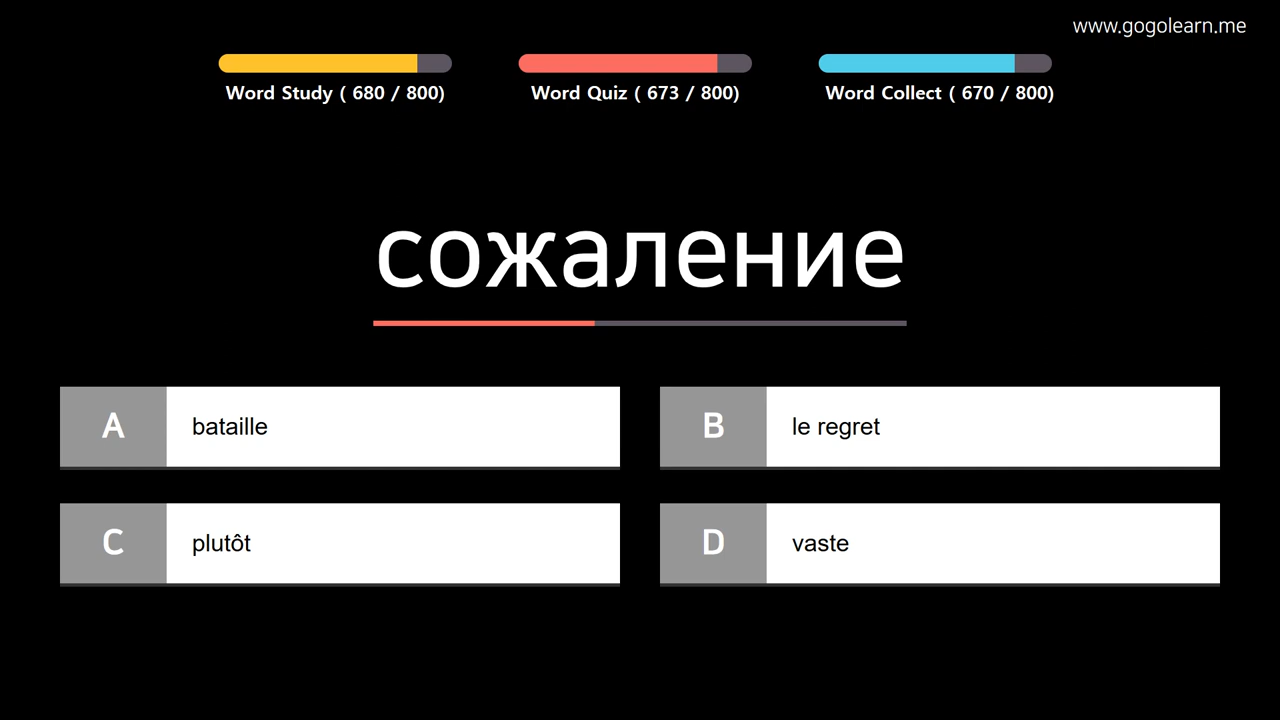 www.gogolearn.me
Word Study ( 680 / 800)
Word Quiz ( 673 / 800)
Word Collect ( 670 / 800)
сожаление
A bataille
B le regret
C plutôt
D vaste